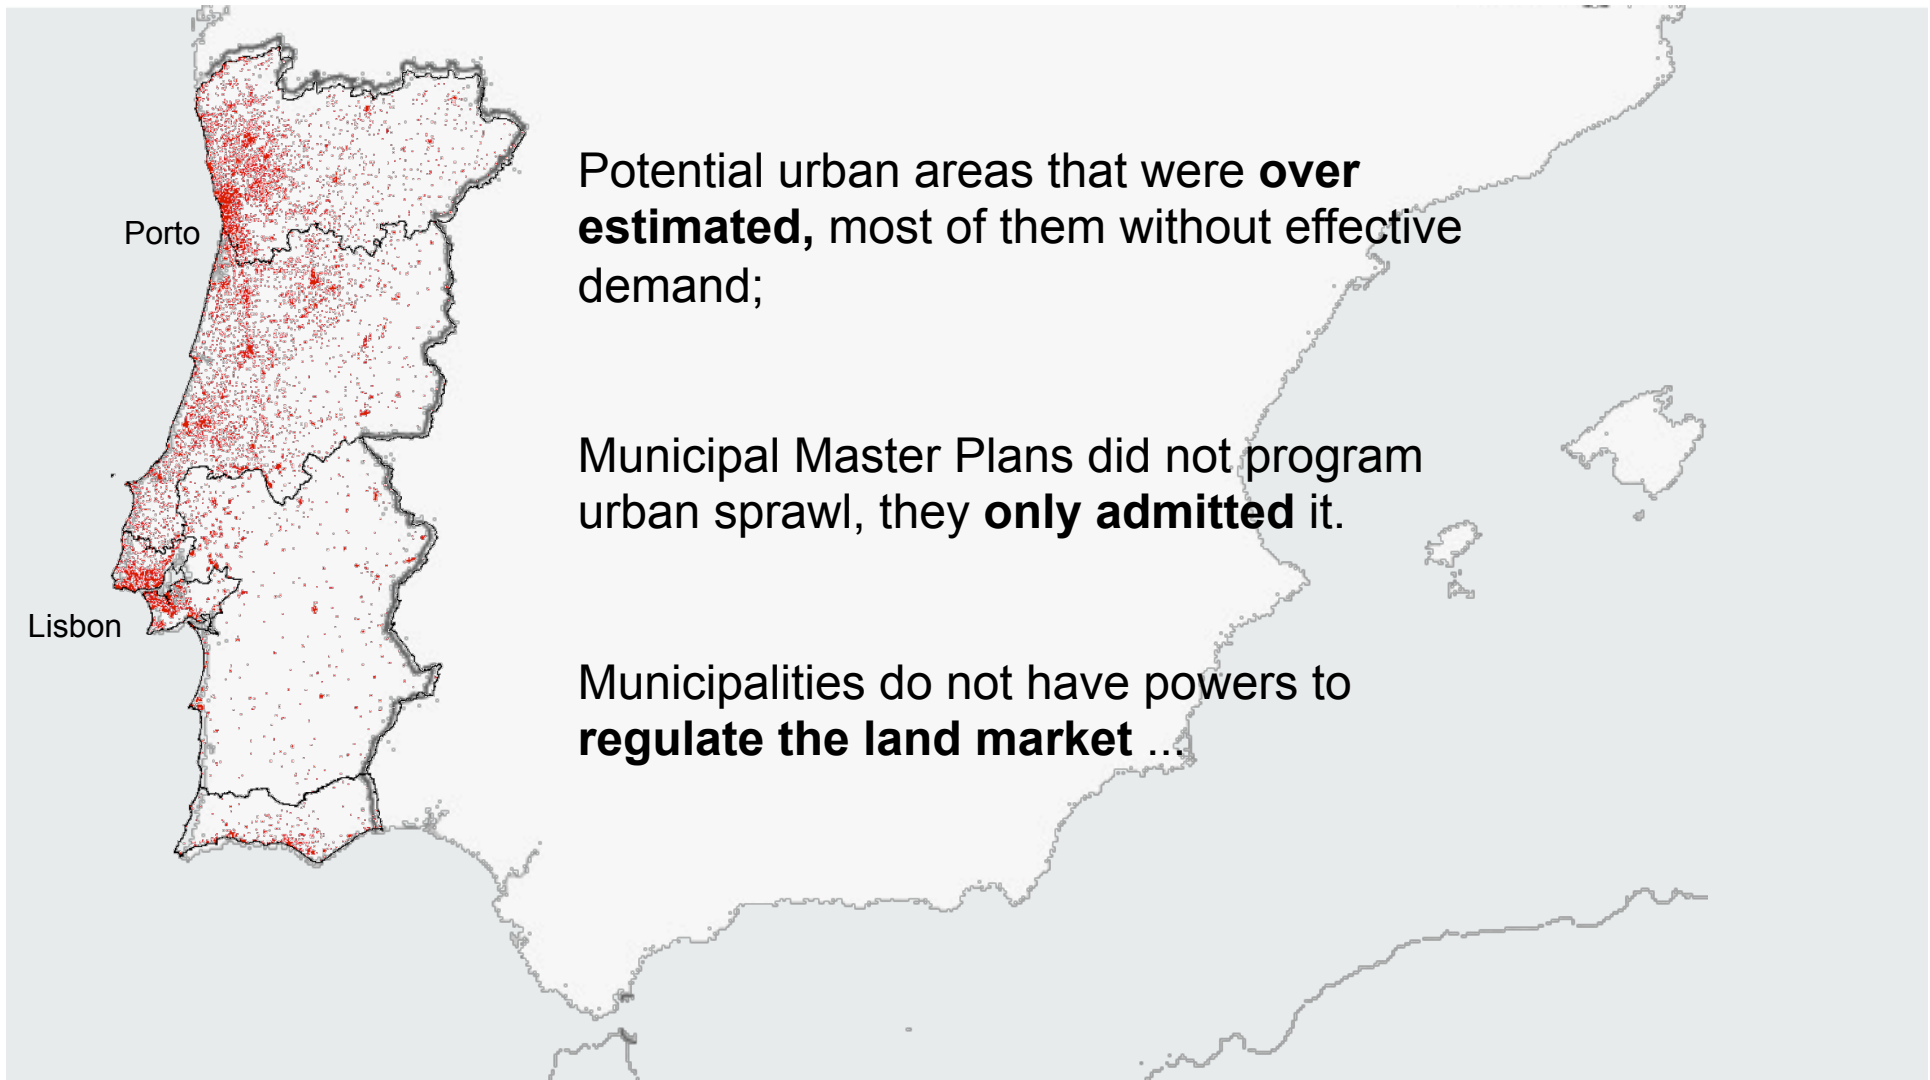 Potential urban areas that were over
estimated, most of them without effective
demand;
Porto
Municipal Master Plans did not program
urban sprawl, they only admitted it.
Lisbon
Municipalities do not have powers to
regulate the land market ...